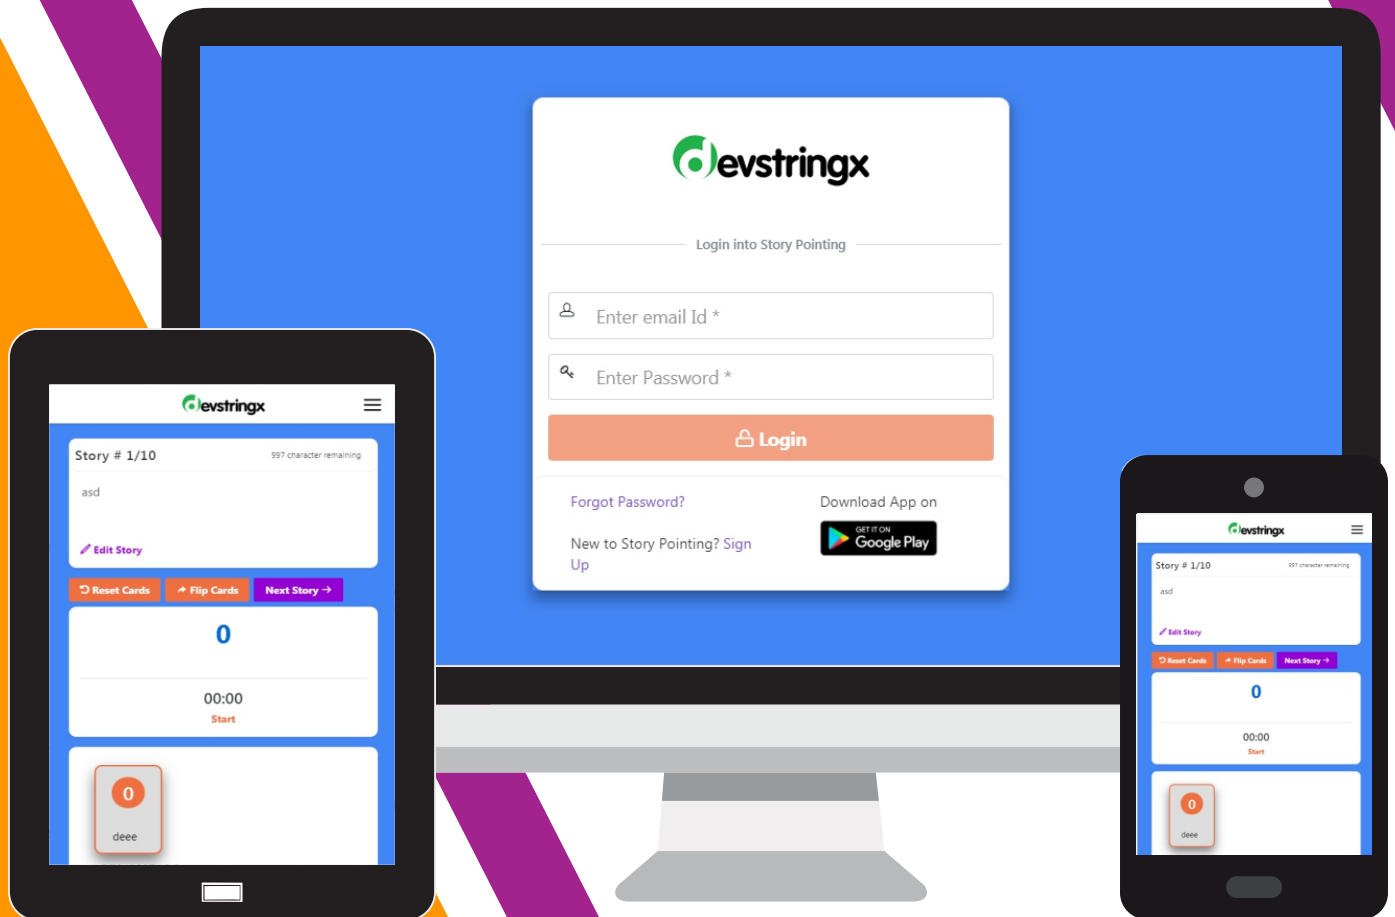 devstringx
Login into Story Pointing
Enter email Id *
Enter Password *
Login
Forgot Password?
Download App on
GET IT ON
Google Play
New to Story Pointing? Sign
Up
devstringx
Story # 1/10 997 character remaining
asd
Edit Story
Reset Cards Flip Cards Next Story →
0
00:00
Start
0
deee
devstringx
Story # 1/10 997 character remaining
asd
Edit Story
Reset Cards Flip Cards Next Story →
0
00:00
Start
0
deee